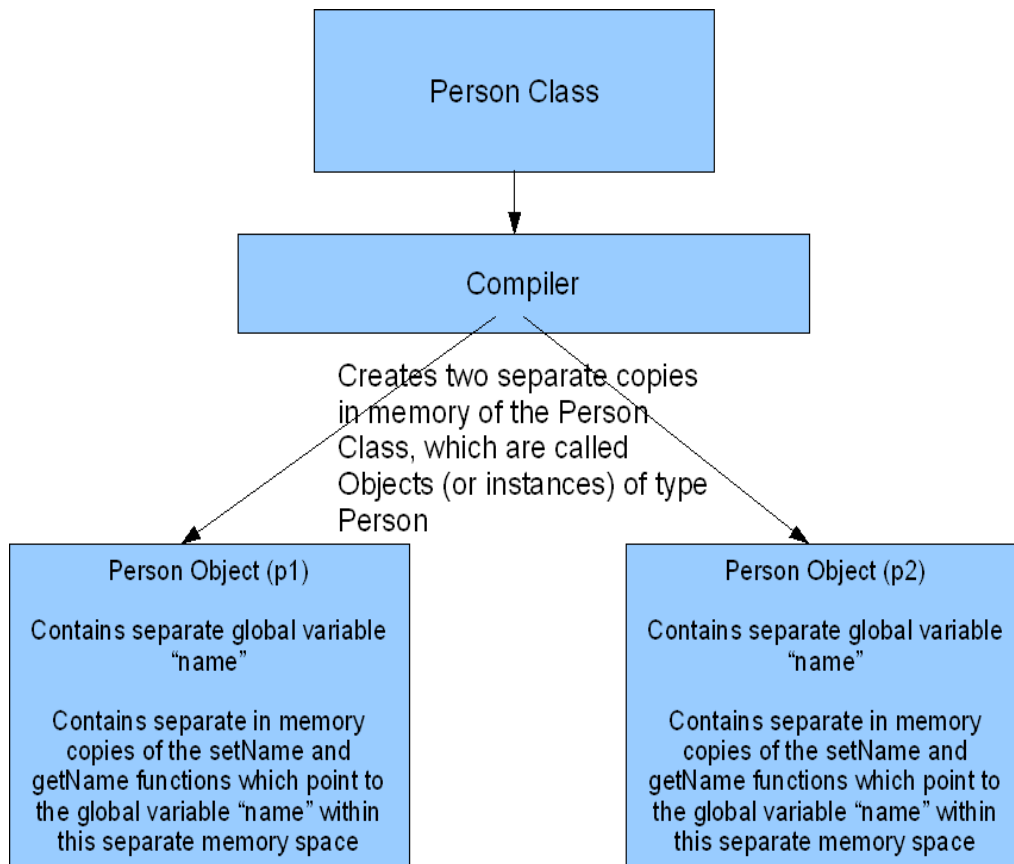 Person Class
Compiler
Creates two separate copies
in memory of the Person
Class, which are called
Objects (or instances) of type
Person
Person Object (p1)
Contains separate global variable
“name”
Contains separate in memory
copies of the setName and
getName functions which point to
the global variable “name” within
this separate memory space
Person Object (p2)
Contains separate global variable
“name”
Contains separate in memory
copies of the setName and
getName functions which point to
the global variable “name” within
this separate memory space